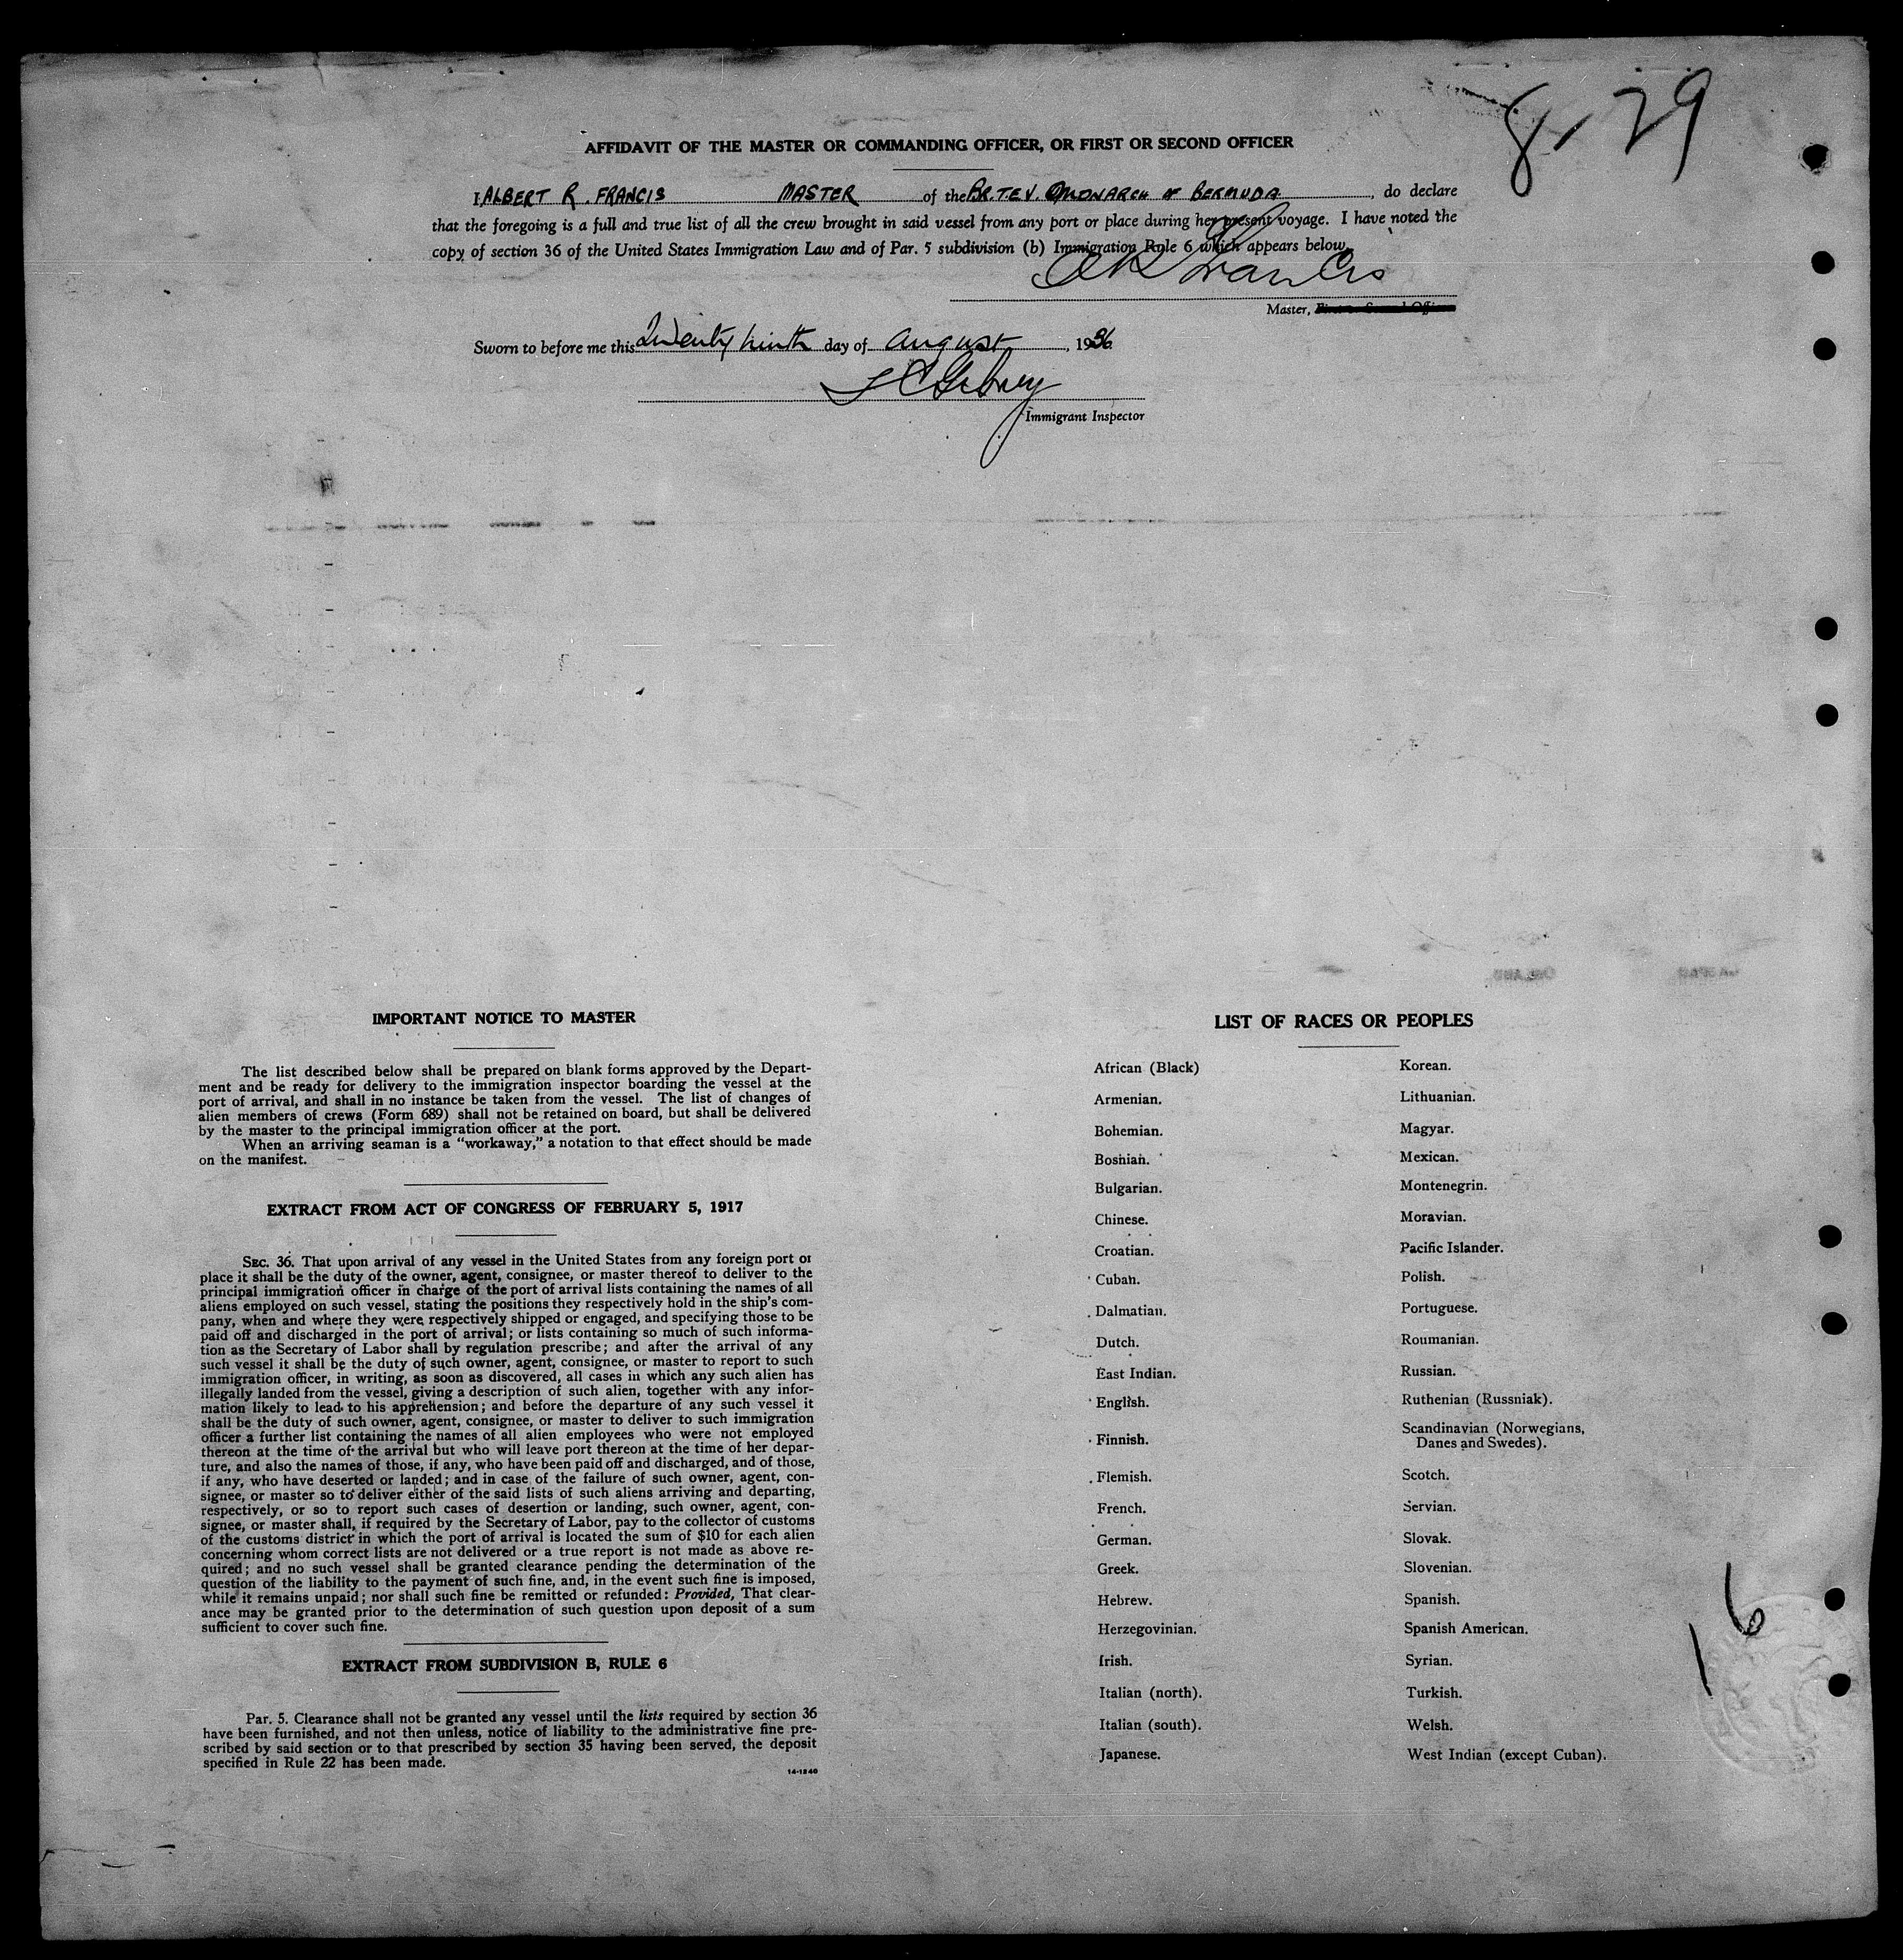 8-29
AFFIDAVIT OF THE MASTER OR COMMANDING OFFICER, OR FIRST OR SECOND OFFICER
I, ALBERT R. FRANCIS MASTER of the BR. T.E.V. MONARCH OF BERMUDA, do declare
that the foregoing is a full and true list of all the crew brought in said vessel from any port or place during her present voyage. I have noted the
copy of section 36 of the United States Immigration Law and of Par. 5 subdivision (b) Immigration Rule 6 which appears below.
A R Francis
Master, First or Second Officer
Sworn to before me this Twenty ninth day of August, 1936
Immigrant Inspector
IMPORTANT NOTICE TO MASTER
The list described below shall be prepared on blank forms approved by the Depart-
ment and be ready for delivery to the immigration inspector boarding the vessel at the
port of arrival, and shall in no instance be taken from the vessel. The list of changes of
alien members of crews (Form 689) shall not be retained on board, but shall be delivered
by the master to the principal immigration officer at the port.
When an arriving seaman is a "workaway," a notation to that effect should be made
on the manifest.
EXTRACT FROM ACT OF CONGRESS OF FEBRUARY 5, 1917
SEC. 36. That upon arrival of any vessel in the United States from any foreign port or
place it shall be the duty of the owner, agent, consignee, or master thereof to deliver to the
principal immigration officer in charge of the port of arrival lists containing the names of all
aliens employed on such vessel, stating the positions they respectively hold in the ship's com-
pany, when and where they were respectively shipped or engaged, and specifying those to be
paid off and discharged in the port of arrival; or lists containing so much of such informa-
tion as the Secretary of Labor shall by regulation prescribe; and after the arrival of any
such vessel it shall be the duty of such owner, agent, consignee, or master to report to such
immigration officer, in writing, as soon as discovered, all cases in which any such alien has
illegally landed from the vessel, giving a description of such alien, together with any infor-
mation likely to lead to his apprehension; and before the departure of any such vessel it
shall be the duty of such owner, agent, consignee, or master to deliver to such immigration
officer a further list containing the names of all alien employees who were not employed
thereon at the time of the arrival but who will leave port thereon at the time of her depar-
ture, and also the names of those, if any, who have been paid off and discharged, and of those,
if any, who have deserted or landed; and in case of the failure of such owner, agent, con-
signee, or master so to deliver either of the said lists of such aliens arriving and departing,
respectively, or so to report such cases of desertion or landing, such owner, agent, con-
signee, or master shall, if required by the Secretary of Labor, pay to the collector of customs
of the customs district in which the port of arrival is located the sum of $10 for each alien
concerning whom correct lists are not delivered or a true report is not made as above re-
quired; and no such vessel shall be granted clearance pending the determination of the
question of the liability to the payment of such fine, and, in the event such fine is imposed,
while it remains unpaid; nor shall such fine be remitted or refunded: Provided, That clear-
ance may be granted prior to the determination of such question upon deposit of a sum
sufficient to cover such fine.
EXTRACT FROM SUBDIVISION B, RULE 6
Par. 5. Clearance shall not be granted any vessel until the lists required by section 36
have been furnished, and not then unless, notice of liability to the administrative fine pre-
scribed by said section or to that prescribed by section 35 having been served, the deposit
specified in Rule 22 has been made.
14-1240
LIST OF RACES OR PEOPLES
African (Black)
Armenian.
Bohemian.
Bosnian.
Bulgarian.
Chinese.
Croatian.
Cuban.
Dalmatian.
Dutch.
East Indian.
English.
Finnish.
Flemish.
French.
German.
Greek.
Hebrew.
Herzegovinian.
Irish.
Italian (north).
Italian (south).
Japanese.
Korean.
Lithuanian.
Magyar.
Mexican.
Montenegrin.
Moravian.
Pacific Islander.
Polish.
Portuguese.
Roumanian.
Russian.
Ruthenian (Russniak).
Scandinavian (Norwegians,
Danes and Swedes).
Scotch.
Servian.
Slovak.
Slovenian.
Spanish.
Spanish American.
Syrian.
Turkish.
Welsh.
West Indian (except Cuban).
16